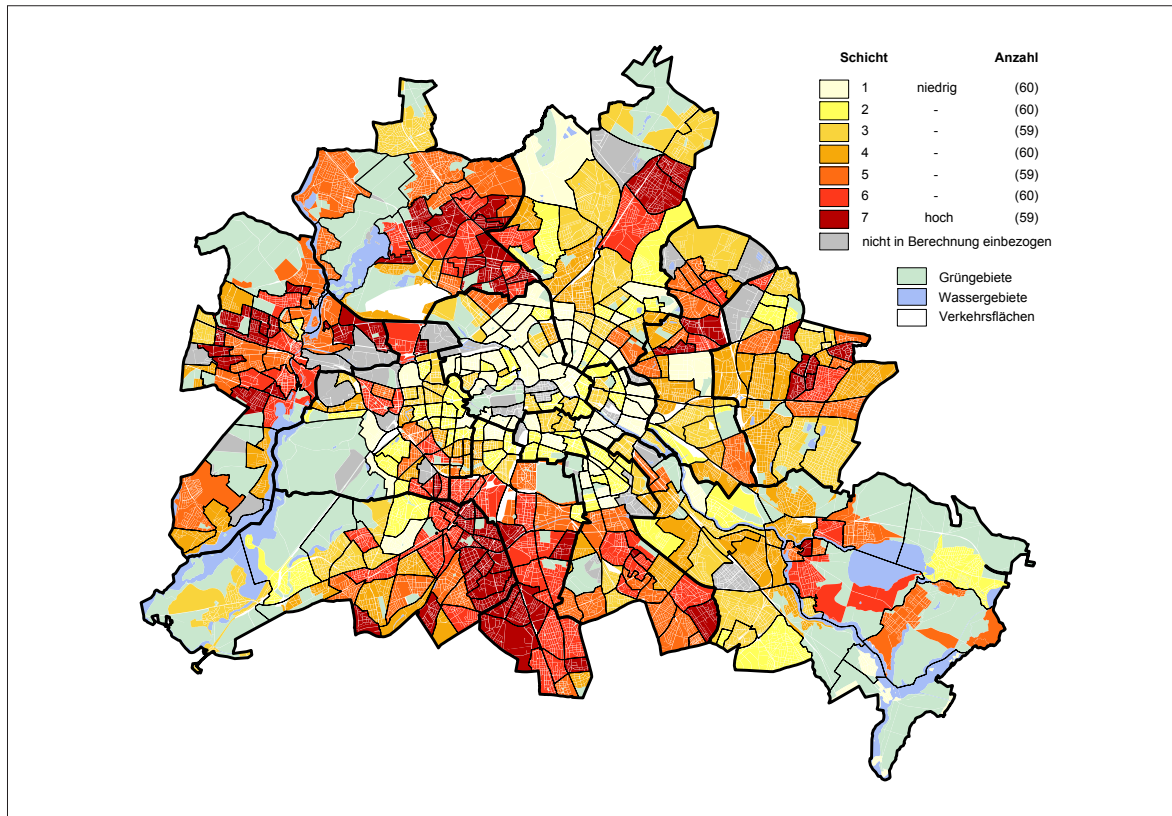 Schicht Anzahl
1 niedrig (60)
2 - (60)
3 - (59)
4 - (60)
5 - (59)
6 - (60)
7 hoch (59)
nicht in Berechnung einbezogen
Grüngebiete
Wassergebiete
Verkehrsflächen